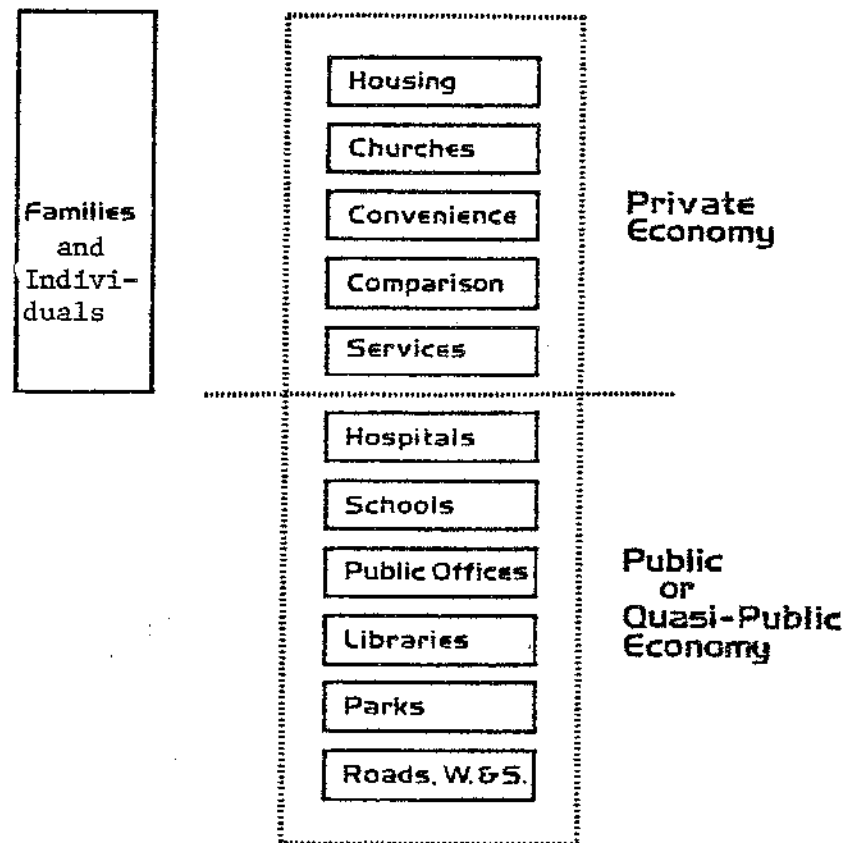 Families
and
Indivi-
duals
Housing
Churches
Convenience
Comparison
Services
Private
Economy
Hospitals
Schools
Public Offices
Libraries
Parks
Roads, W. & S.
Public
or
Quasi-Public
Economy